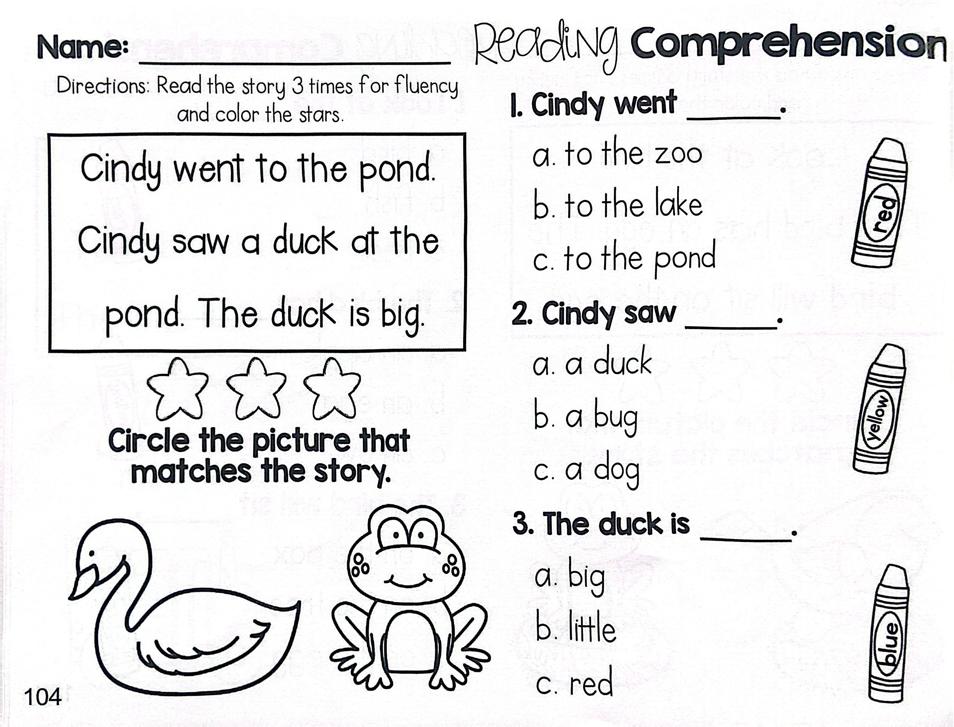 Name:
Reading Comprehension
Directions: Read the story 3 times for fluency
and color the stars.
Cindy went to the pond.
Cindy saw a duck at the
pond. The duck is big.
Circle the picture that
matches the story.
104
1. Cindy went ______.
a. to the zoo
b. to the lake
c. to the pond
red
2. Cindy saw ______.
a. a duck
b. a bug
c. a dog
yellow
3. The duck is ______.
a. big
b. little
c. red
blue